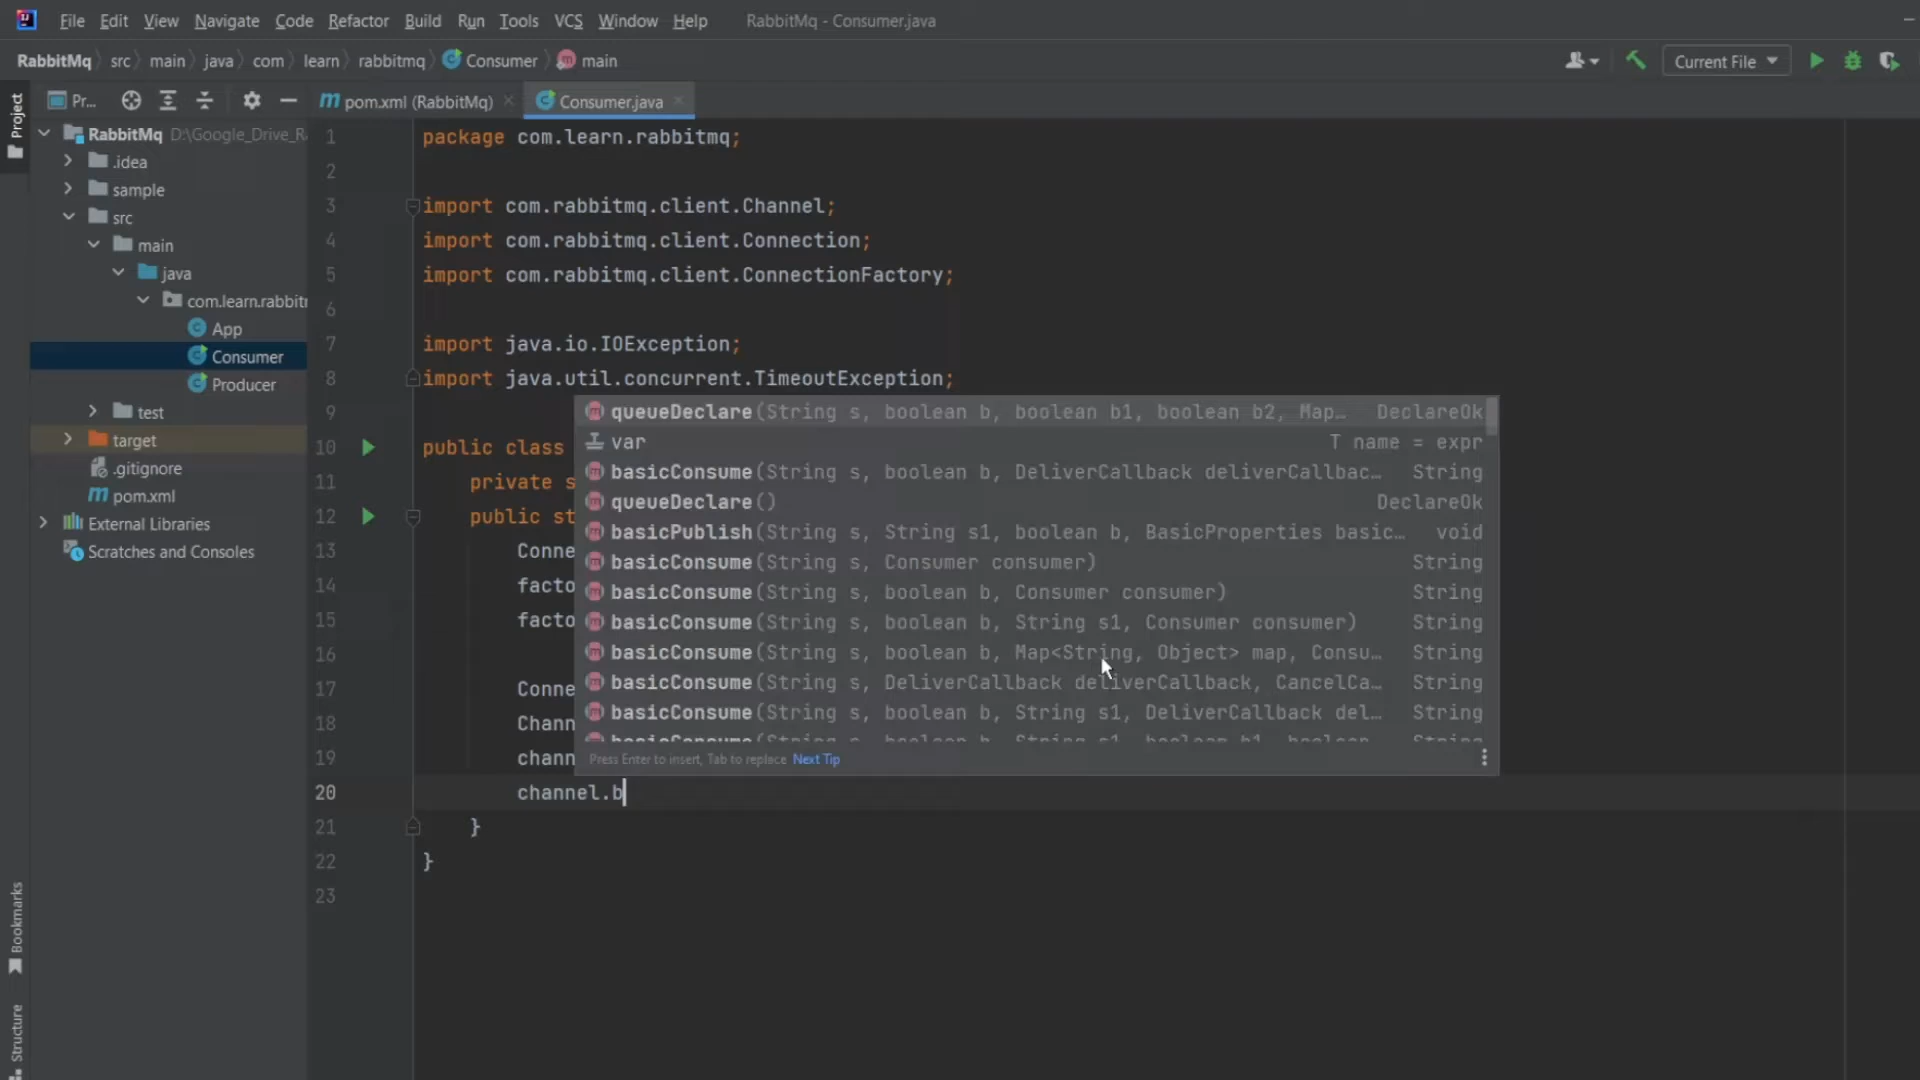 File Edit View Navigate Code Refactor Build Run Tools VCS Window Help RabbitMq - Consumer.java
RabbitMq src main java com learn rabbitmq Consumer main Current File
Project
Pr... pom.xml (RabbitMq) Consumer.java
RabbitMq D:\Google_Drive_R
.idea
sample
src
main
java
com.learn.rabbitm
App
Consumer
Producer
test
target
.gitignore
pom.xml
External Libraries
Scratches and Consoles
Bookmarks
Structure
1 package com.learn.rabbitmq;
2
3 import com.rabbitmq.client.Channel;
4 import com.rabbitmq.client.Connection;
5 import com.rabbitmq.client.ConnectionFactory;
6
7 import java.io.IOException;
8 import java.util.concurrent.TimeoutException;
9
10 public class
11 private s
12 public st
13 Conne
14 facto
15 facto
16
17 Conne
18 Chann
19 chann
20 channel.b
21 }
22 }
23
queueDeclare(String s, boolean b, boolean b1, boolean b2, Map… DeclareOk
var T name = expr
basicConsume(String s, boolean b, DeliverCallback deliverCallbac… String
queueDeclare() DeclareOk
basicPublish(String s, String s1, boolean b, BasicProperties basic… void
basicConsume(String s, Consumer consumer) String
basicConsume(String s, boolean b, Consumer consumer) String
basicConsume(String s, boolean b, String s1, Consumer consumer) String
basicConsume(String s, boolean b, Map<String, Object> map, Consu… String
basicConsume(String s, DeliverCallback deliverCallback, CancelCa… String
basicConsume(String s, boolean b, String s1, DeliverCallback del… String
basicConsume(String s, boolean b, String s1, boolean b1, boolean String
Press Enter to insert, Tab to replace Next Tip